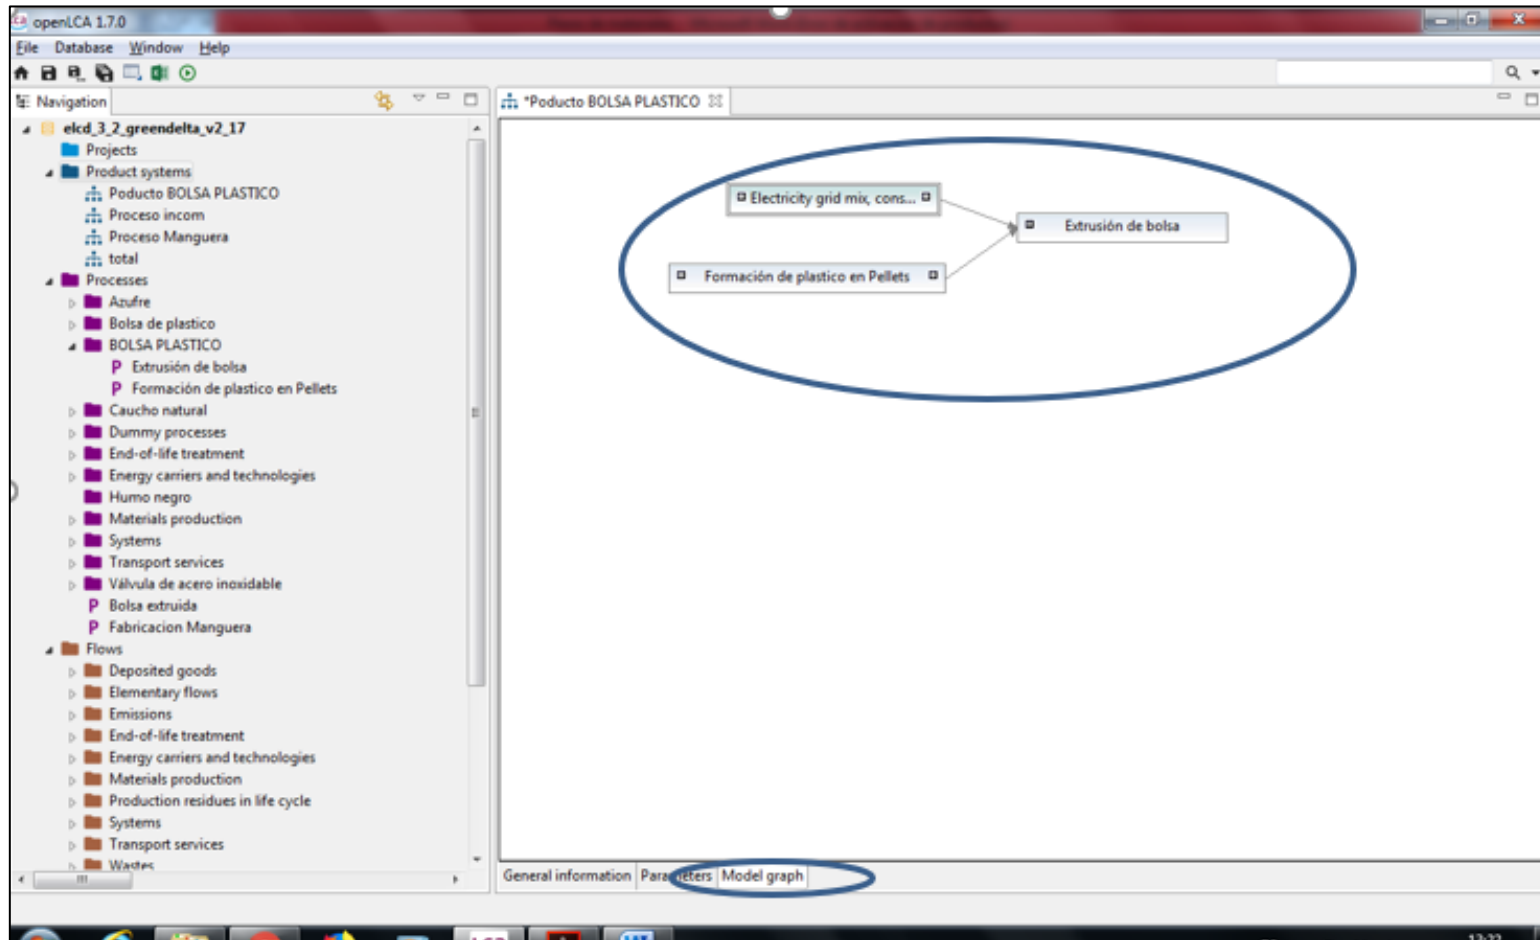 openLCA 1.7.0
File Database Window Help
Navigation
elcd_3_2_greendelta_v2_17
Projects
Product systems
Poducto BOLSA PLASTICO
Proceso incom
Proceso Manguera
total
Processes
Azufre
Bolsa de plastico
BOLSA PLASTICO
Extrusión de bolsa
P Formación de plastico en Pellets
Caucho natural
Dummy processes
End-of-life treatment
Energy carriers and technologies
Humo negro
Materials production
Systems
Transport services
Válvula de acero inoxidable
P Bolsa extruida
P Fabricacion Manguera
Flows
Deposited goods
Elementary flows
Emissions
End-of-life treatment
Energy carriers and technologies
Materials production
Production residues in life cycle
Systems
Transport services
Wastes
*Poducto BOLSA PLASTICO
Electricity grid mix, cons...
Extrusión de bolsa
Formación de plastico en Pellets
General information Parameters Model graph